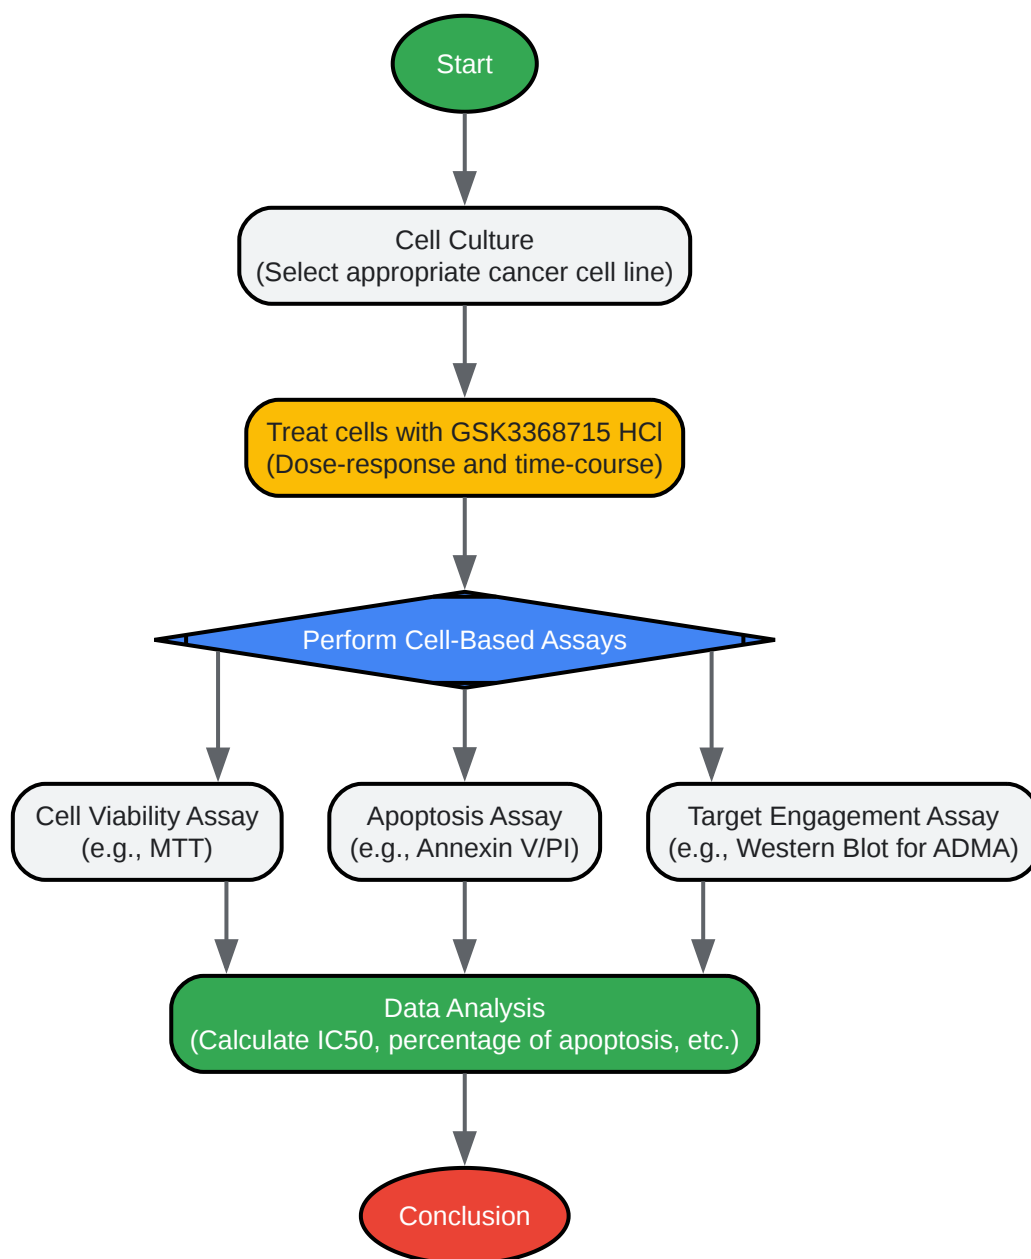 Start
Cell Culture
(Select appropriate cancer cell line)
Treat cells with GSK3368715 HCl
(Dose-response and time-course)
Perform Cell-Based Assays
Cell Viability Assay
(e.g., MTT)
Apoptosis Assay
(e.g., Annexin V/PI)
Target Engagement Assay
(e.g., Western Blot for ADMA)
Data Analysis
(Calculate IC50, percentage of apoptosis, etc.)
Conclusion